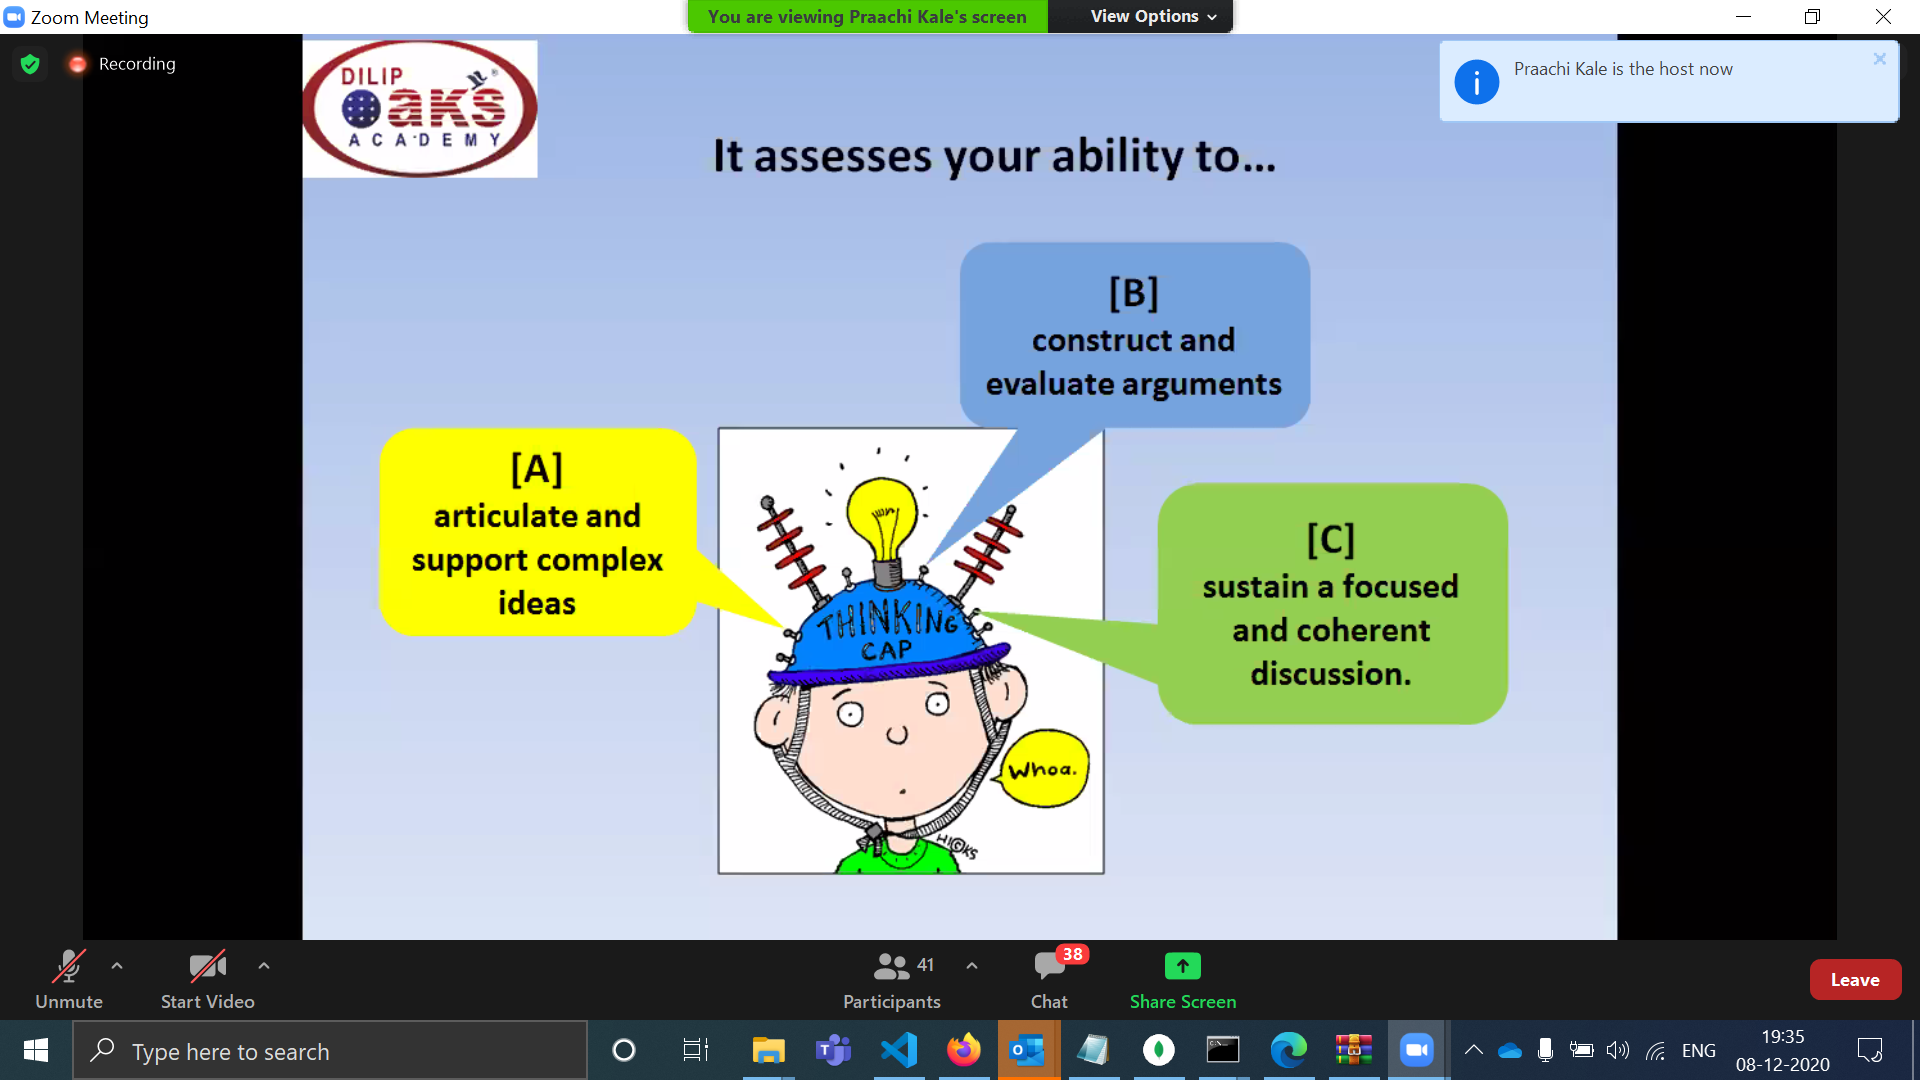 Zoom Meeting
You are viewing Praachi Kale's screen
View Options
Recording
Praachi Kale is the host now
DILIP
oaks
ACADEMY
It assesses your ability to...
[B]
construct and
evaluate arguments
[A]
articulate and
support complex
ideas
[C]
sustain a focused
and coherent
discussion.
THINKING
CAP
Whoa.
HICKS
Unmute
Start Video
41
Participants
38
Chat
Share Screen
Leave
Type here to search
ENG
19:35
08-12-2020